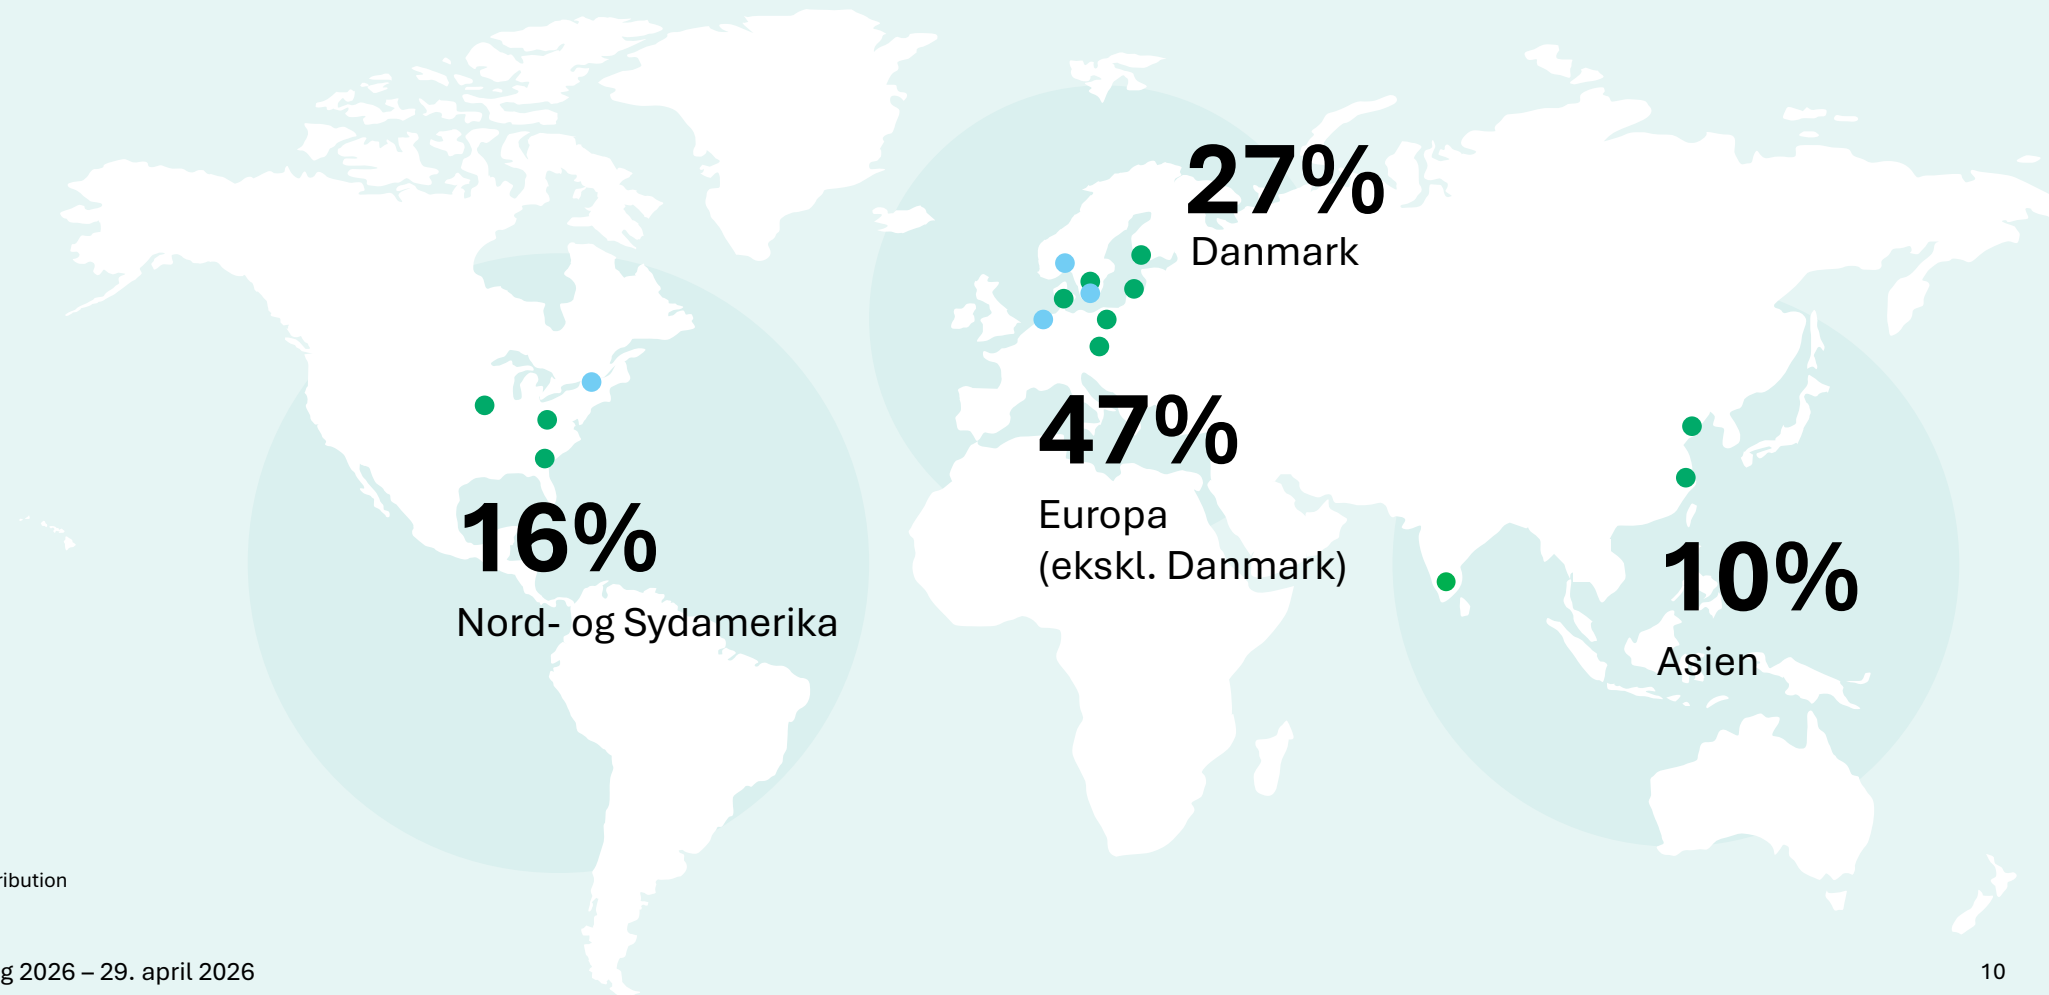 27%
Danmark
47%
Europa
(ekskl. Danmark)
16%
Nord- og Sydamerika
10%
Asien
ribution
g 2026 – 29. april 2026
10